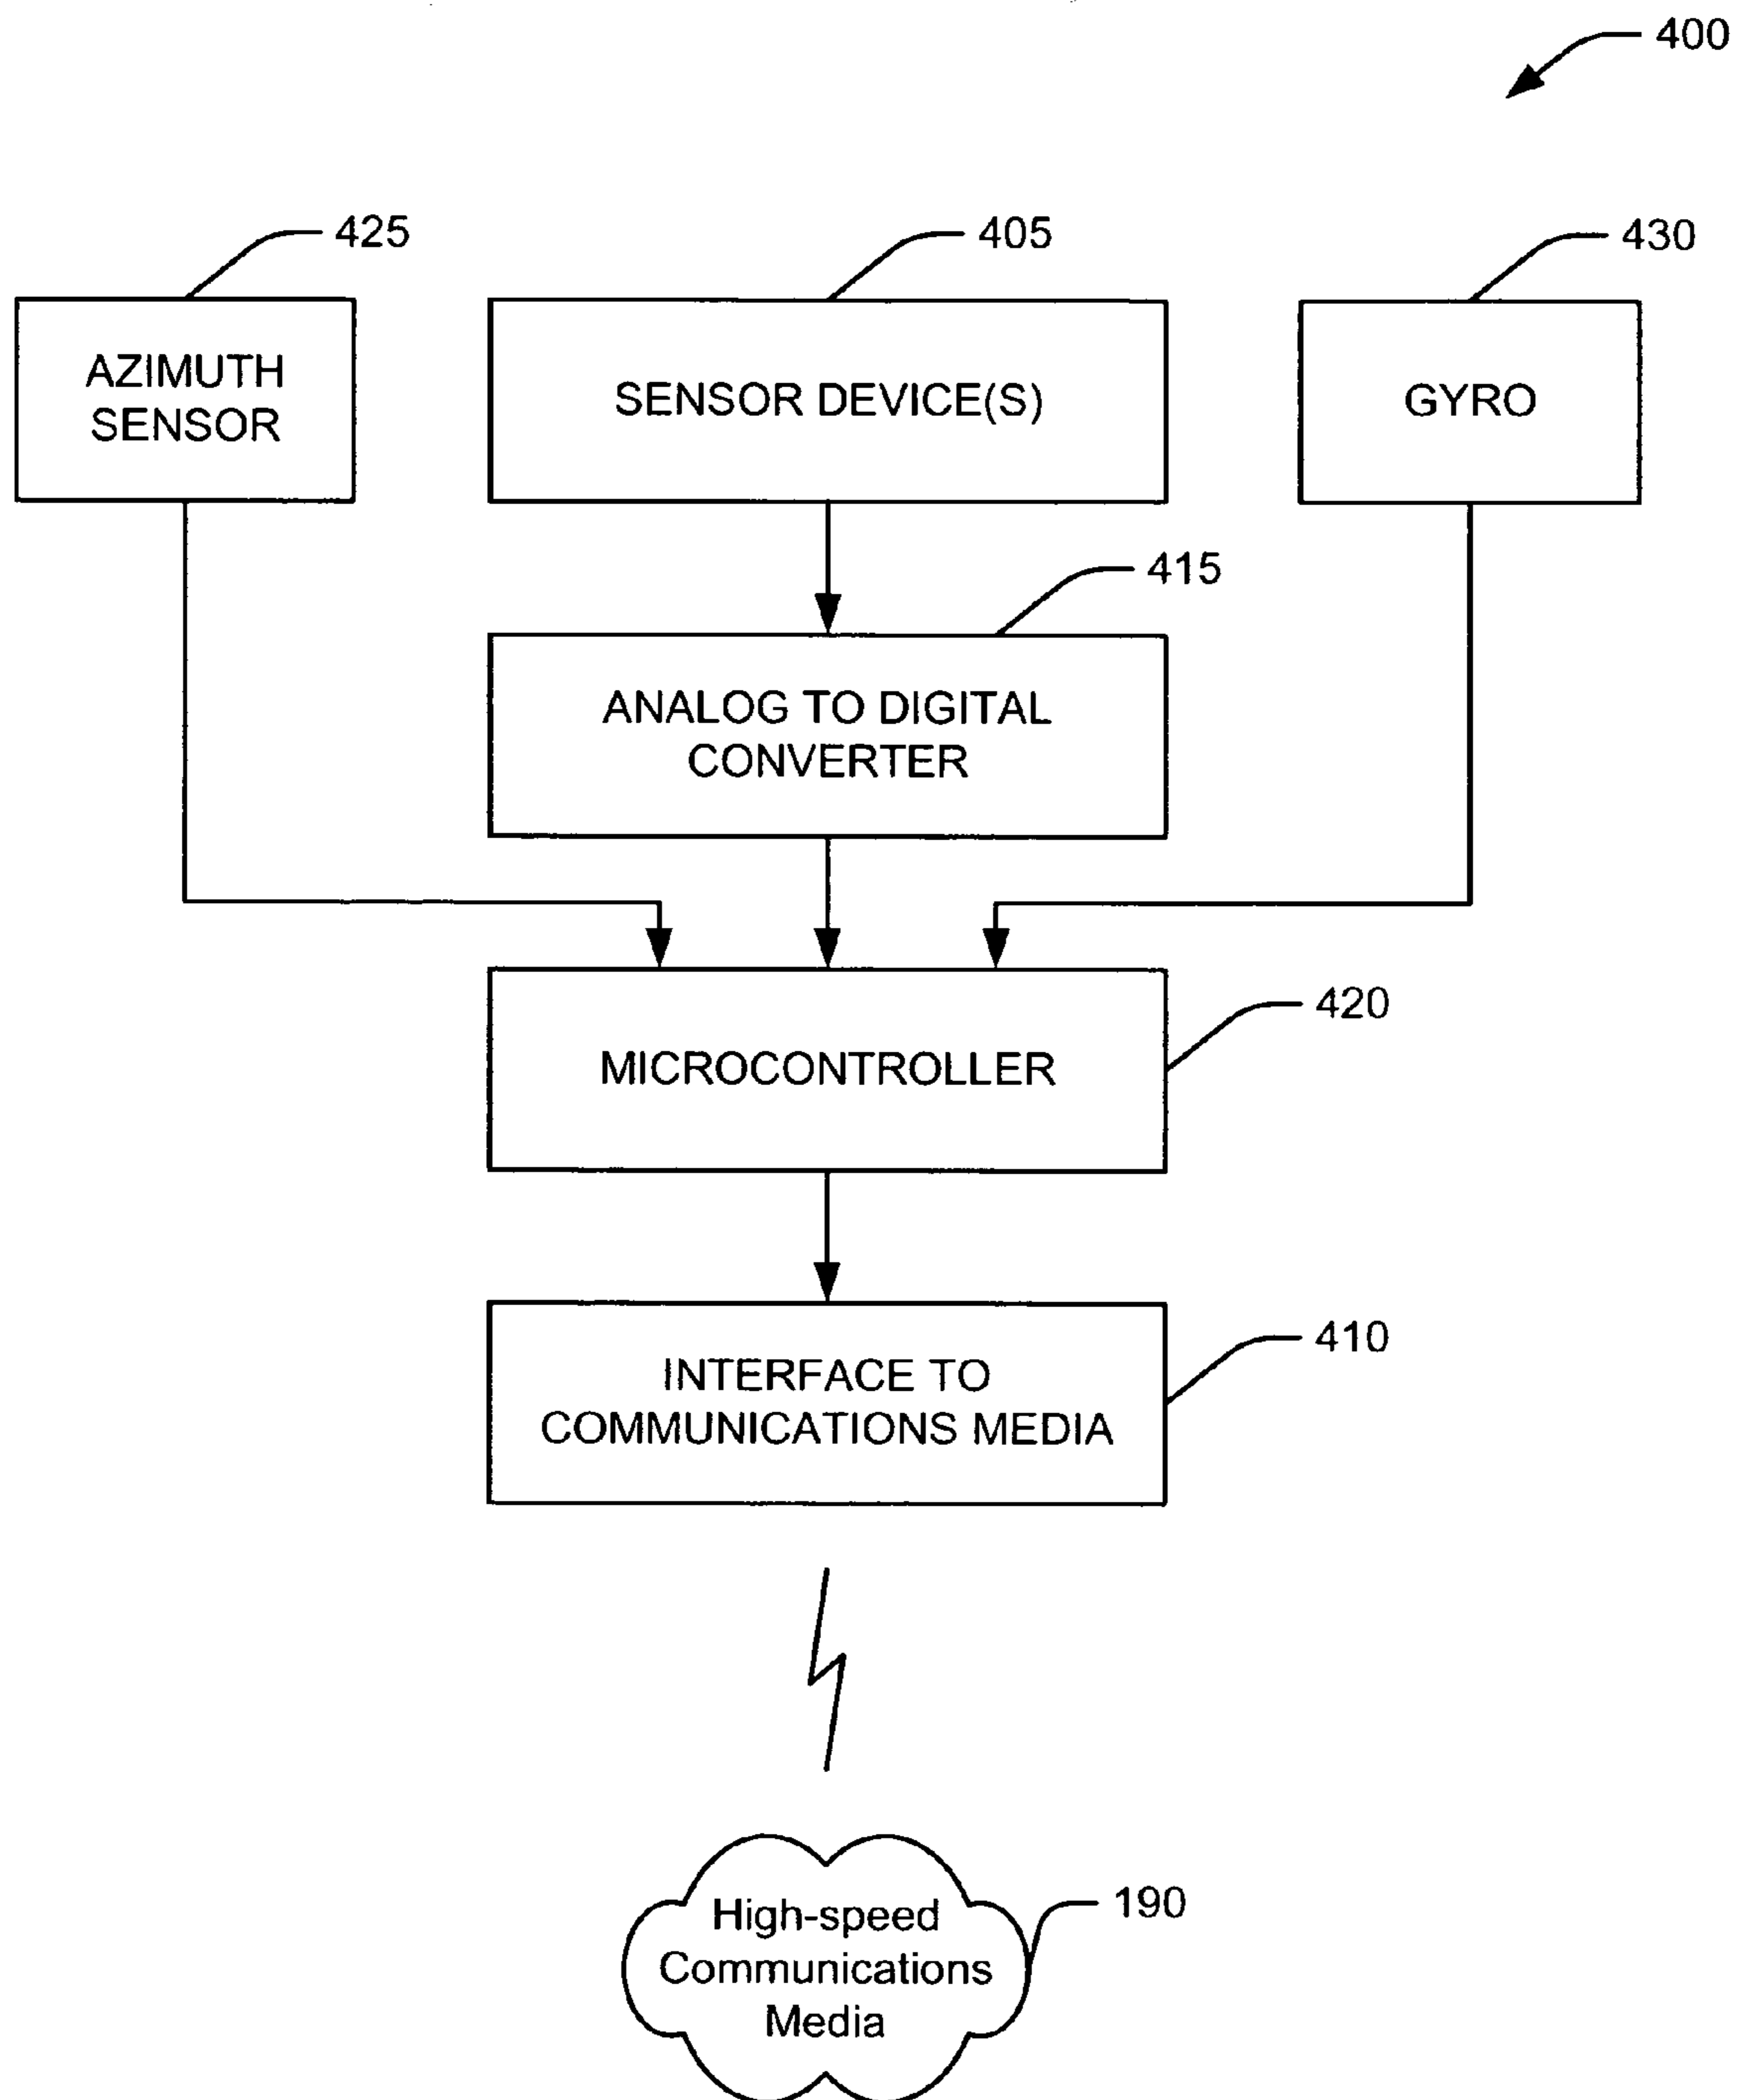 400
425
405
430
AZIMUTH
SENSOR
SENSOR DEVICE(S)
GYRO
415
ANALOG TO DIGITAL
CONVERTER
420
MICROCONTROLLER
410
INTERFACE TO
COMMUNICATIONS MEDIA
190
High-speed
Communications
Media